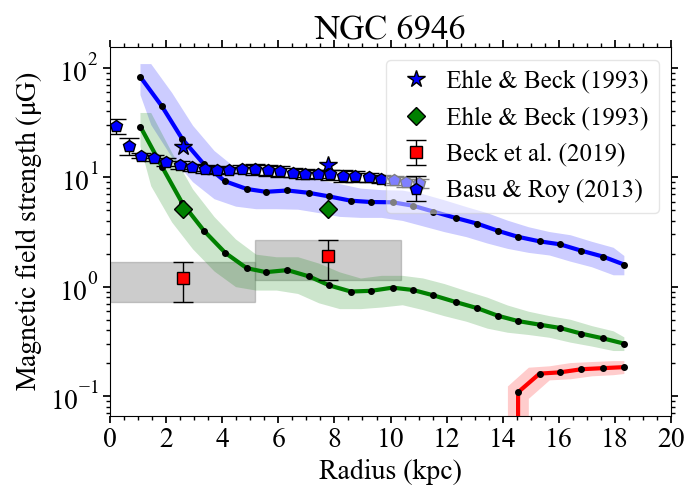 NGC 6946
Magnetic field strength (μG)
10²
10¹
10⁰
10⁻¹
Ehle & Beck (1993)
Ehle & Beck (1993)
Beck et al. (2019)
Basu & Roy (2013)
0 2 4 6 8 10 12 14 16 18 20
Radius (kpc)